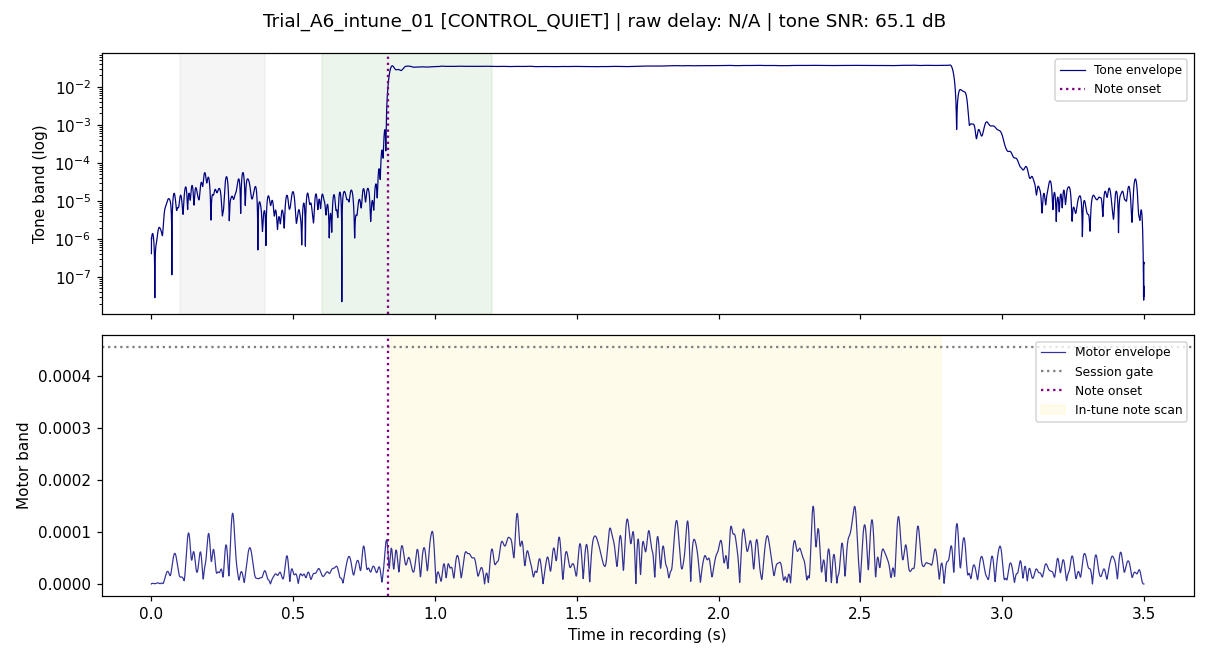 Trial_A6_intune_01 [CONTROL_QUIET] | raw delay: N/A | tone SNR: 65.1 dB
Tone band (log)
10⁻²
10⁻³
10⁻⁴
10⁻⁵
10⁻⁶
10⁻⁷
Tone envelope
Note onset
Motor band
0.0004
0.0003
0.0002
0.0001
0.0000
Motor envelope
Session gate
Note onset
In-tune note scan
0.0 0.5 1.0 1.5 2.0 2.5 3.0 3.5
Time in recording (s)